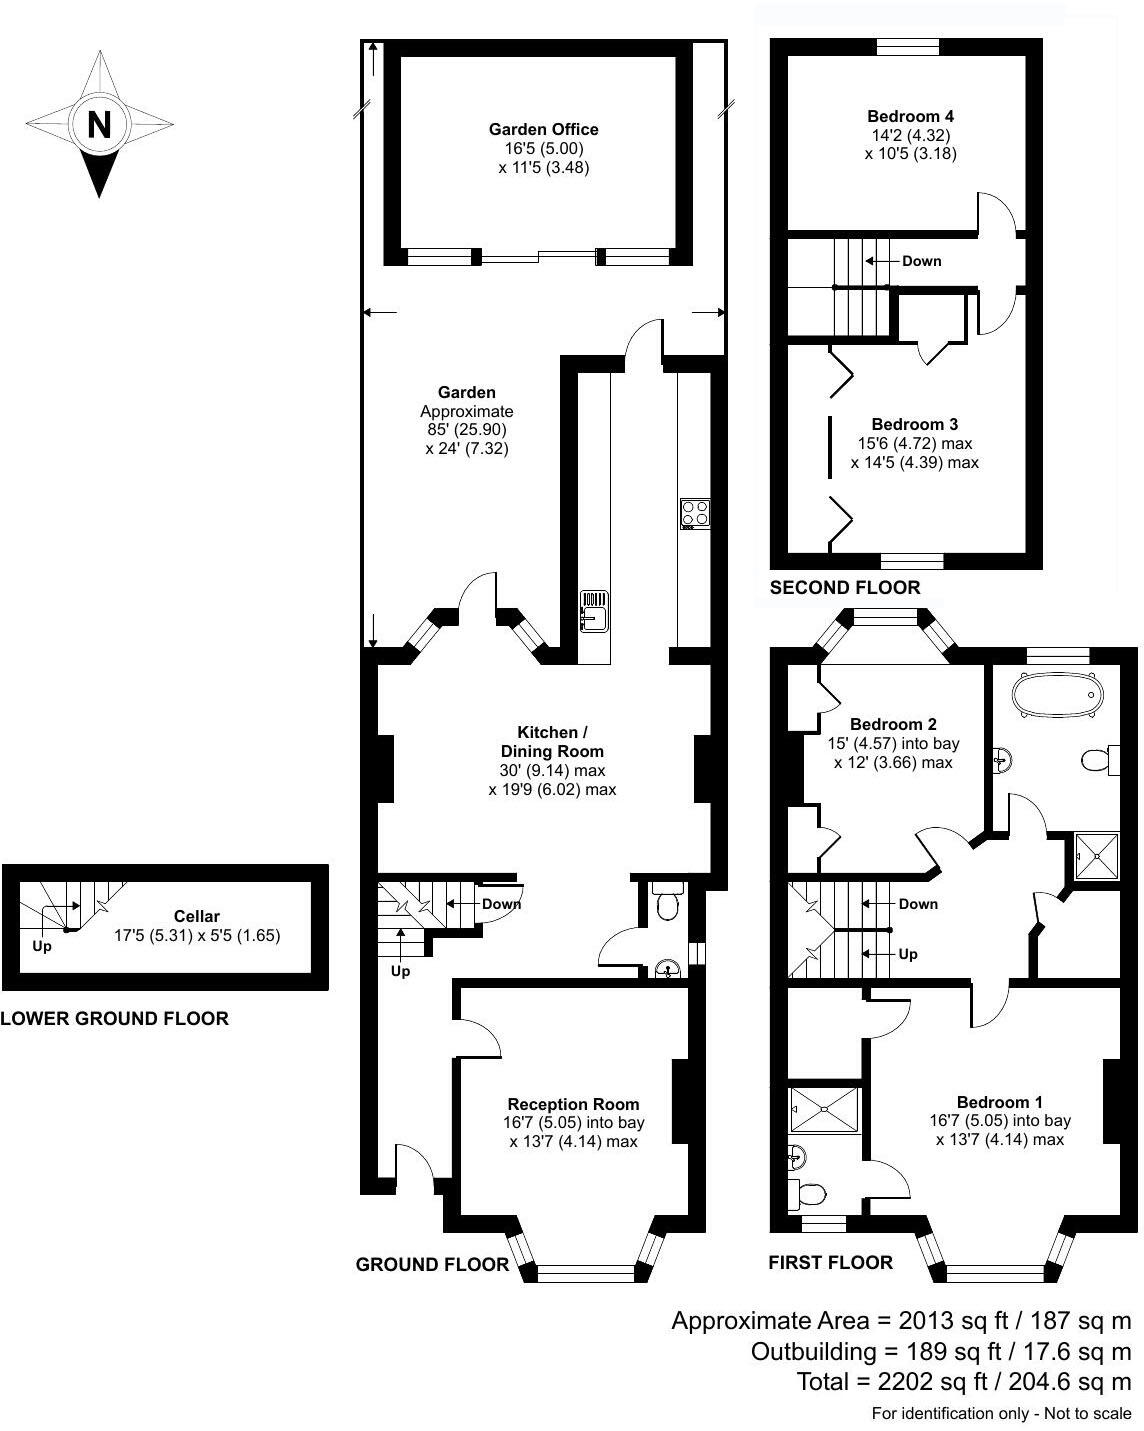 N
Garden Office
16'5 (5.00)
x 11'5 (3.48)
Garden
Approximate
85' (25.90)
x 24' (7.32)
Kitchen /
Dining Room
30' (9.14) max
x 19'9 (6.02) max
Down
Up
Reception Room
16'7 (5.05) into bay
x 13'7 (4.14) max
GROUND FLOOR
Cellar
17'5 (5.31) x 5'5 (1.65)
Up
LOWER GROUND FLOOR
Bedroom 4
14'2 (4.32)
x 10'5 (3.18)
Down
Bedroom 3
15'6 (4.72) max
x 14'5 (4.39) max
SECOND FLOOR
Bedroom 2
15' (4.57) into bay
x 12' (3.66) max
Down
Up
Bedroom 1
16'7 (5.05) into bay
x 13'7 (4.14) max
FIRST FLOOR
Approximate Area = 2013 sq ft / 187 sq m
Outbuilding = 189 sq ft / 17.6 sq m
Total = 2202 sq ft / 204.6 sq m
For identification only - Not to scale